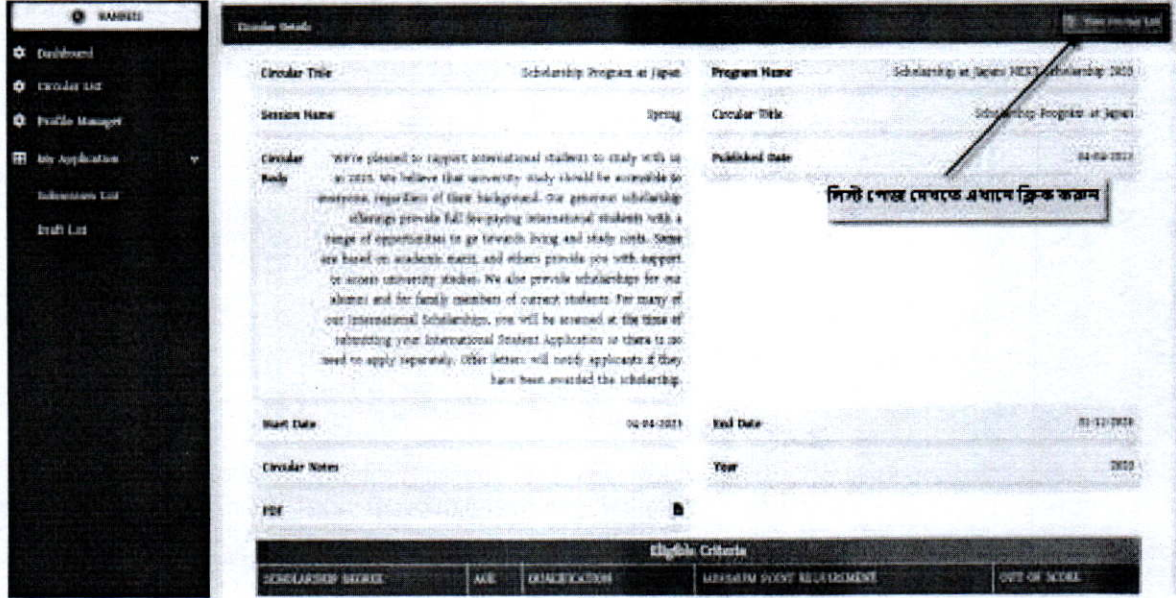 Circular Details
Dashboard
Circular List
Profile Manager
My Application
Submission List
Draft List
Circular Title Scholarship Program at Japan
Program Name Scholarship at Japan: MEXT Scholarship
Session Name Spring
Circular Title Scholarship Program at Japan
Circular Body We're pleased to support international students to study with us
in 2023. We believe that university study should be accessible to
everyone, regardless of their background. Our generous scholarship
offerings provide full fee-paying international students with a
range of opportunities to go towards living and study costs. Some
are based on academic merit, and others provide you with support
to access university studies. We also provide scholarships for our
alumni and for family members of current students. For many of
our International Scholarships, you will be assessed at the time of
submitting your International Student Application so there is no
need to apply separately. Offer letters will notify applicants if they
have been awarded the scholarship.
Published Date
লিস্ট পেজ দেখতে এখানে ক্লিক করুন
Start Date
End Date
Circular Notes
Year
PDF
Eligible Criteria
SCHOLARSHIP DEGREE AGE QUALIFICATION MINIMUM POINT REQUIREMENT OUT OF SCORE